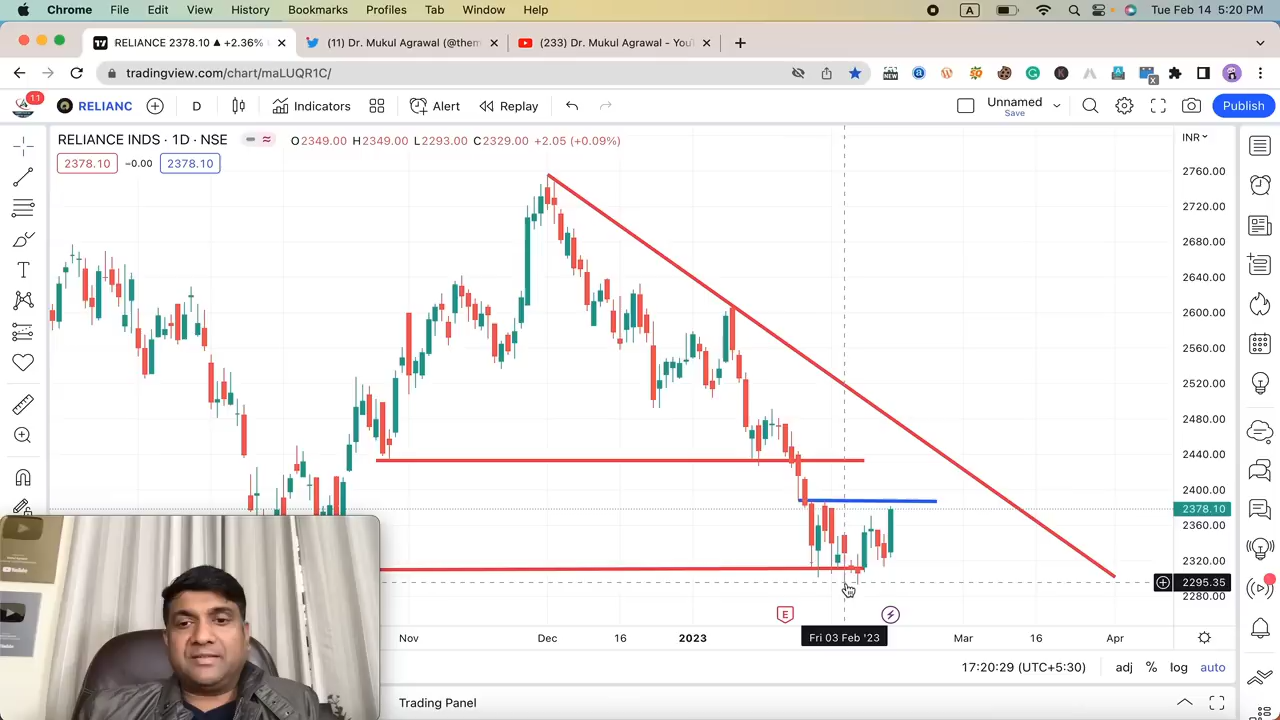 Chrome File Edit View History Bookmarks Profiles Tab Window Help A Tue Feb 14 5:20 PM
RELIANCE 2378.10 ▲ +2.36% (11) Dr. Mukul Agrawal (@them (233) Dr. Mukul Agrawal - You
tradingview.com/chart/maLUQR1C/
11 RELIANC D Indicators Alert Replay Unnamed Save Publish
RELIANCE INDS · 1D · NSE O2349.00 H2349.00 L2293.00 C2329.00 +2.05 (+0.09%) INR
2378.10 −0.00 2378.10
2760.00
2720.00
2680.00
2640.00
2600.00
2560.00
2520.00
2480.00
2440.00
2400.00
2378.10
2360.00
2320.00
2295.35
2280.00
E
Nov Dec 16 2023 Fri 03 Feb '23 Mar 16 Apr
17:20:29 (UTC+5:30) adj % log auto
Trading Panel